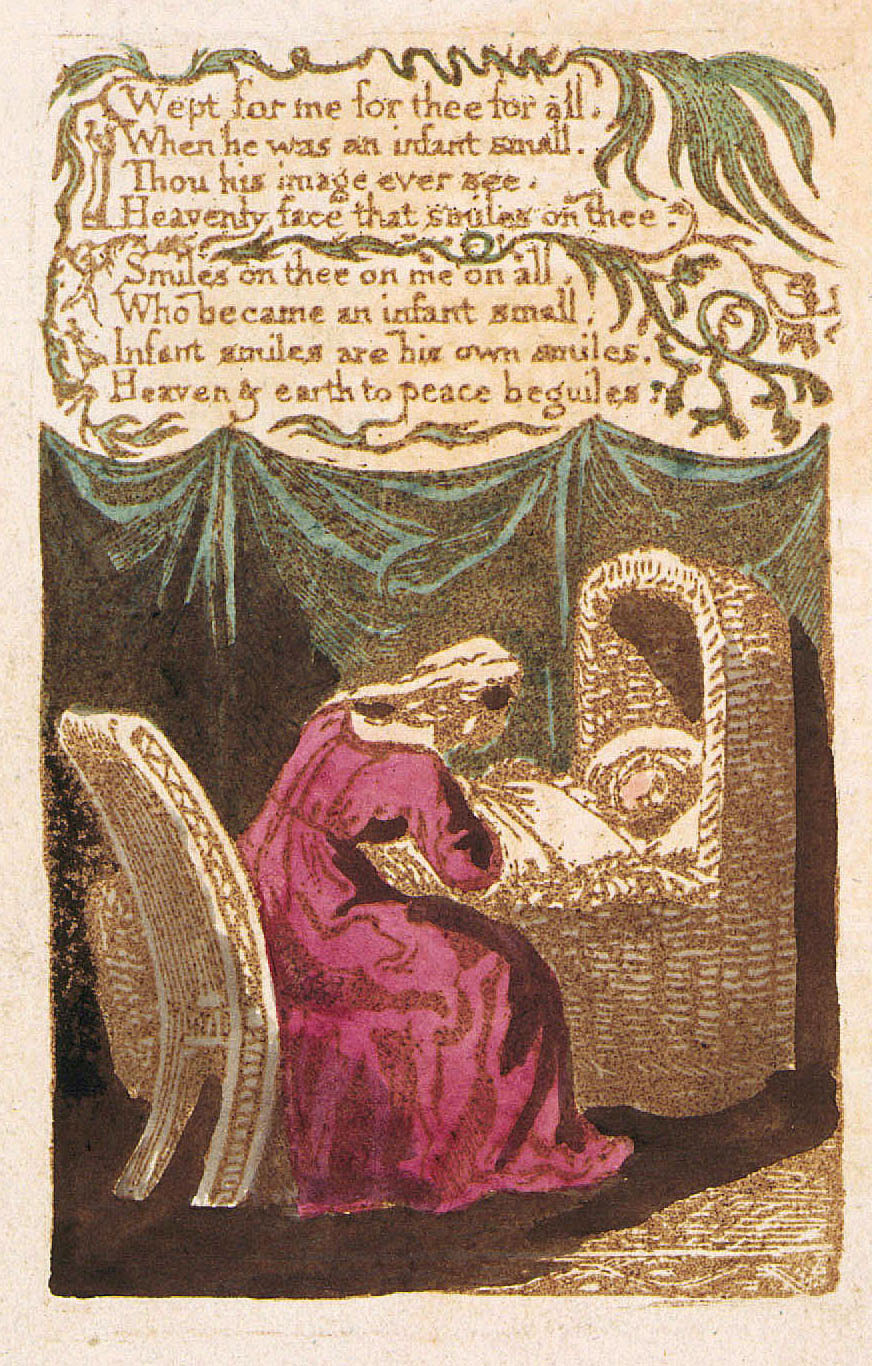 Wept for me for thee for all.
When he was an infant small.
Thou his image ever see.
Heavenly face that smiles on thee.
Smiles on thee on me on all,
Who became an infant small,
Infant smiles are his own smiles.
Heaven & earth to peace beguiles.